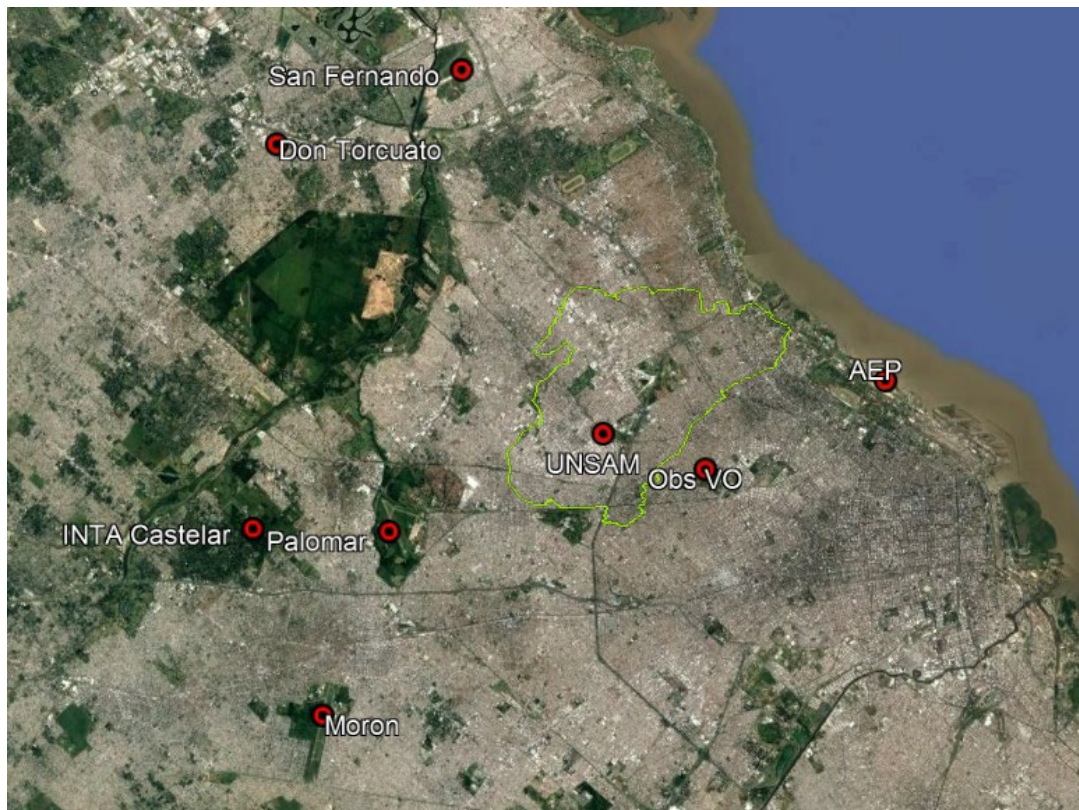 San Fernando
Don Torcuato
AEP
UNSAM
Obs VO
INTA Castelar
Palomar
Moron